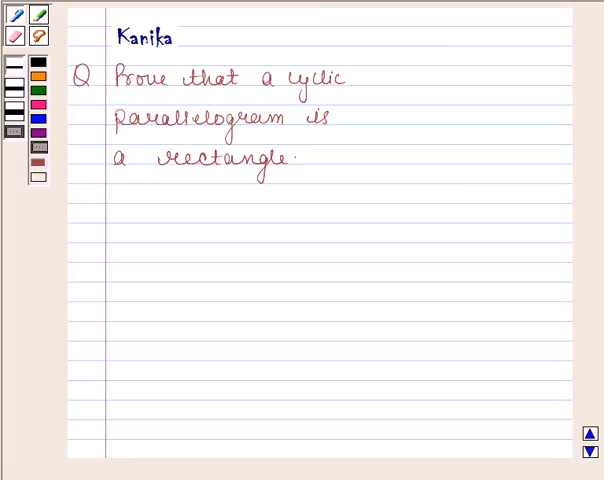 Kanika
Q Prove that a cyclic
parallelogram is
a rectangle.